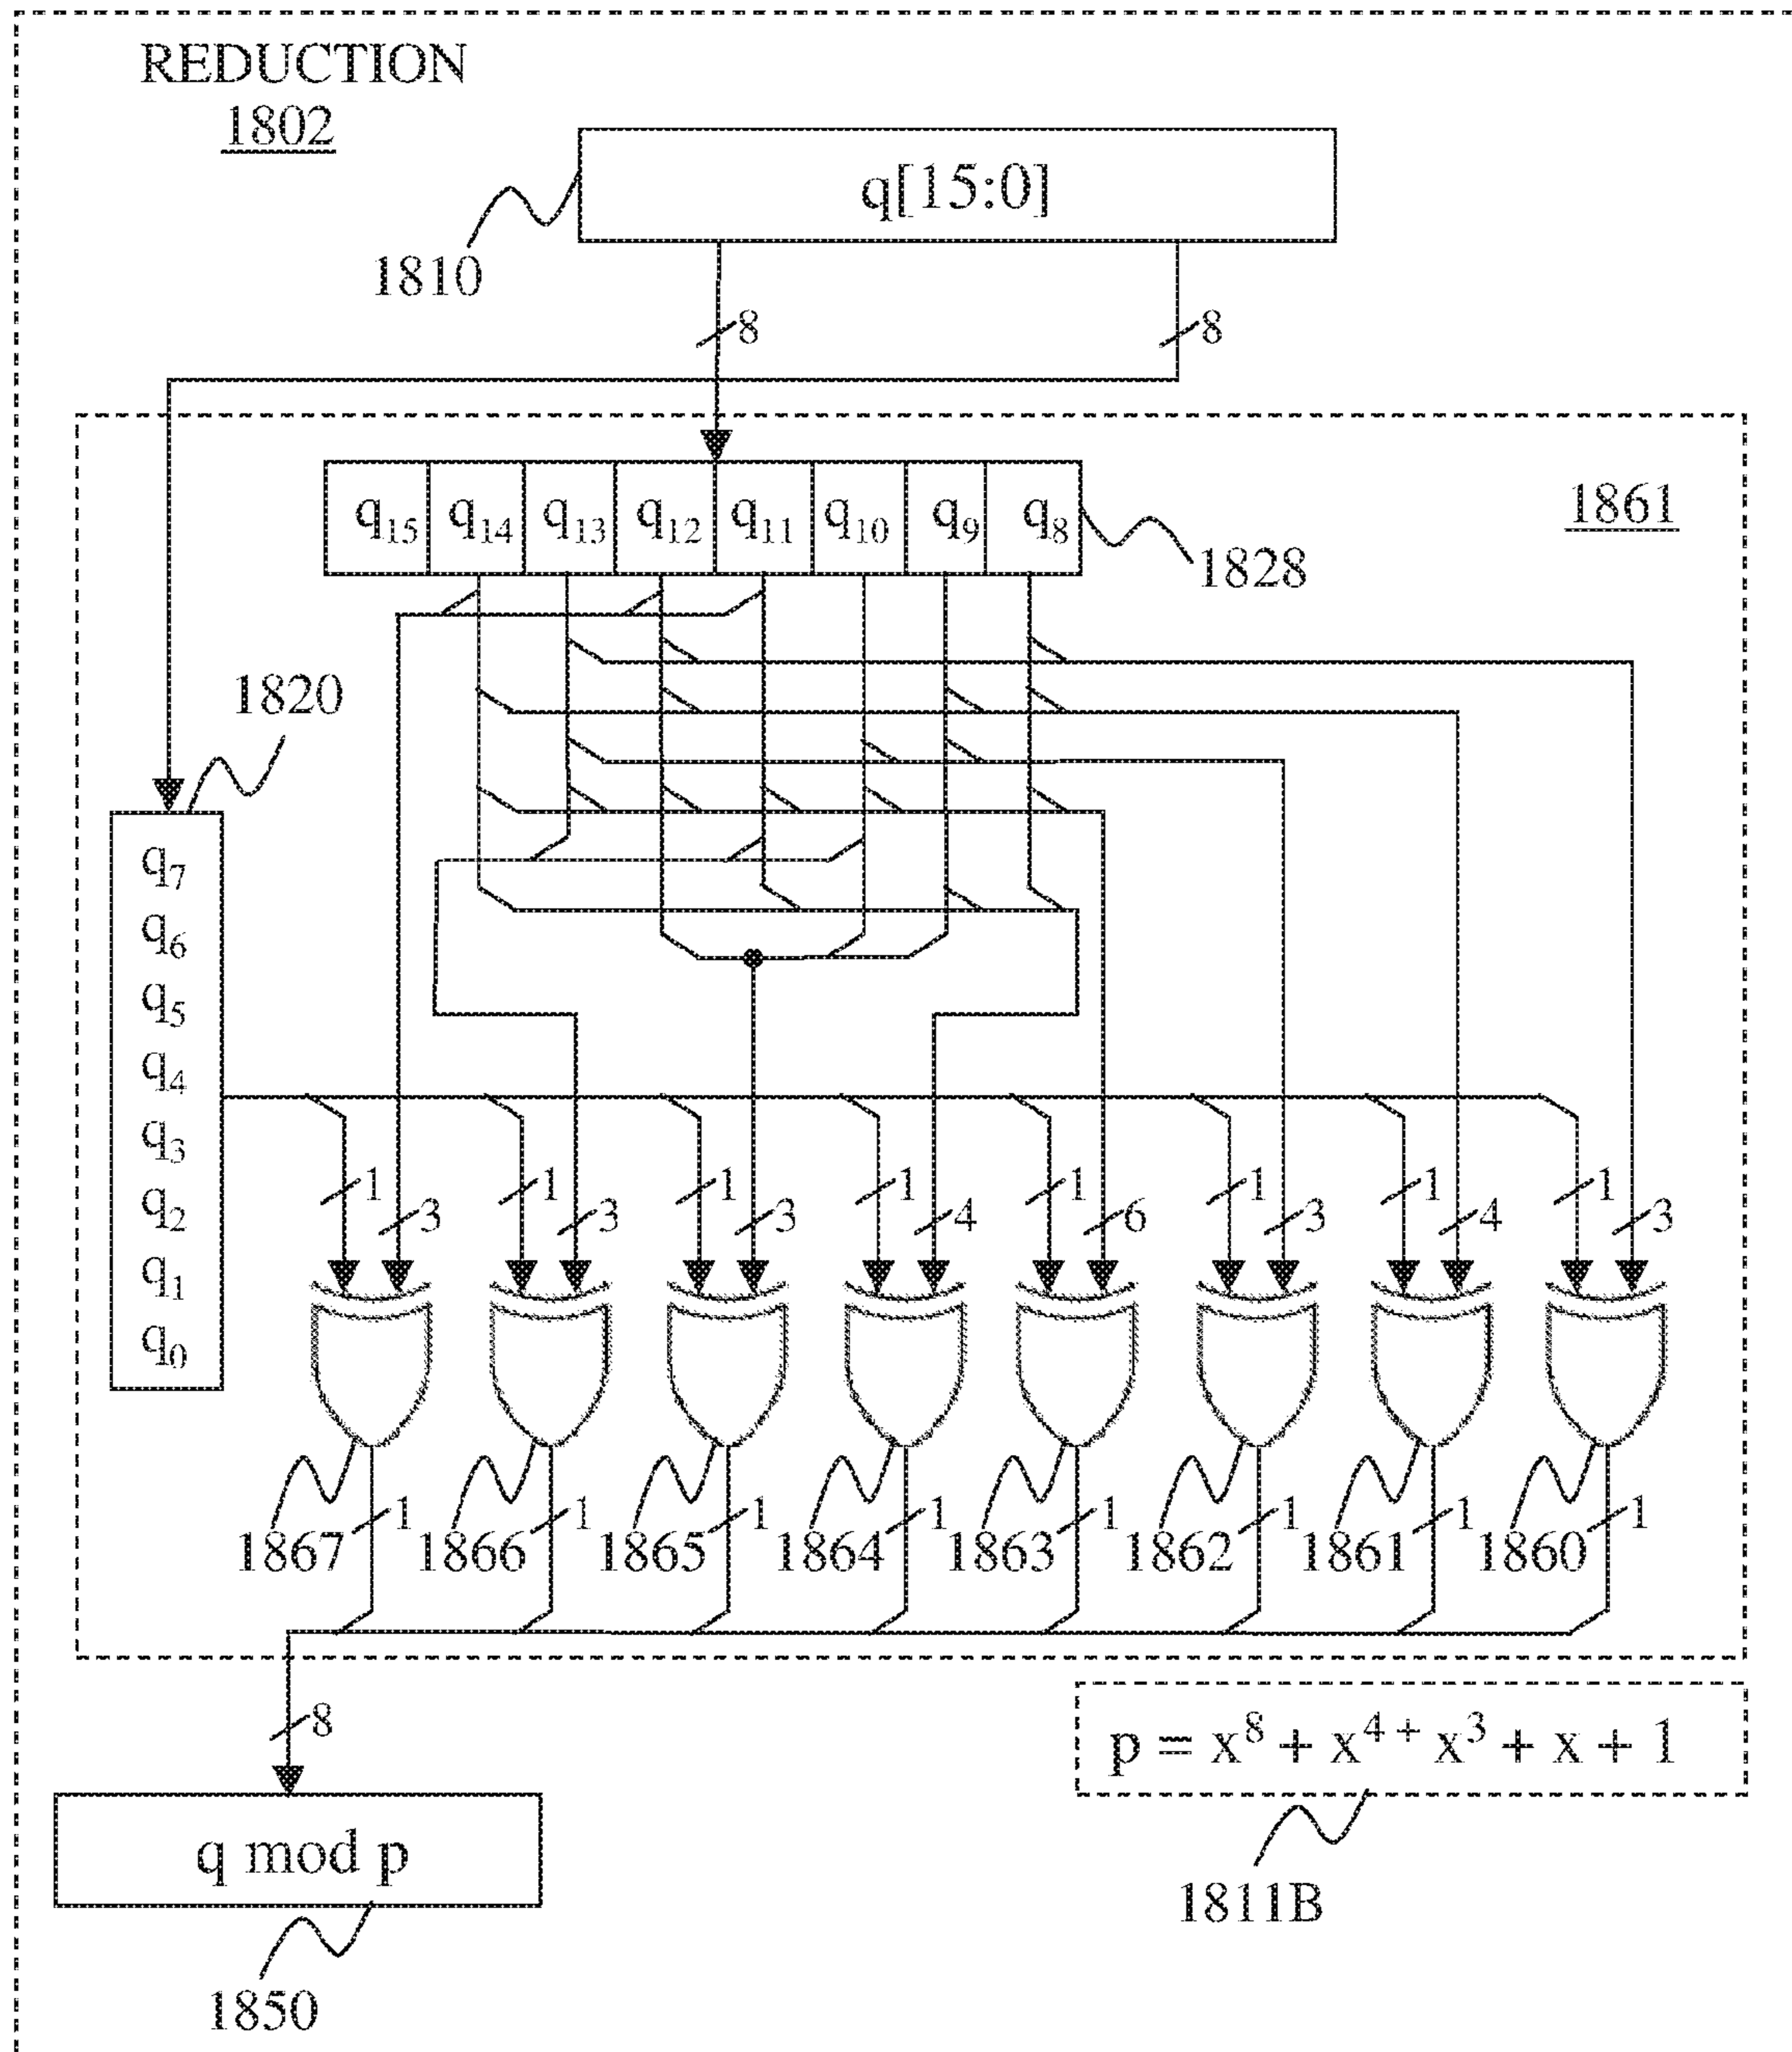 REDUCTION
1802
q[15:0]
1810
8 8
q15 q14 q13 q12 q11 q10 q9 q8
1861
1828
1820
q7
q6
q5
q4
q3
q2
q1
q0
1 3 1 3 1 3 1 4 1 6 1 3 1 4 1 3
1 1 1 1 1 1 1 1
1867 1866 1865 1864 1863 1862 1861 1860
8
p = x^8 + x^4 + x^3 + x + 1
q mod p
1811B
1850